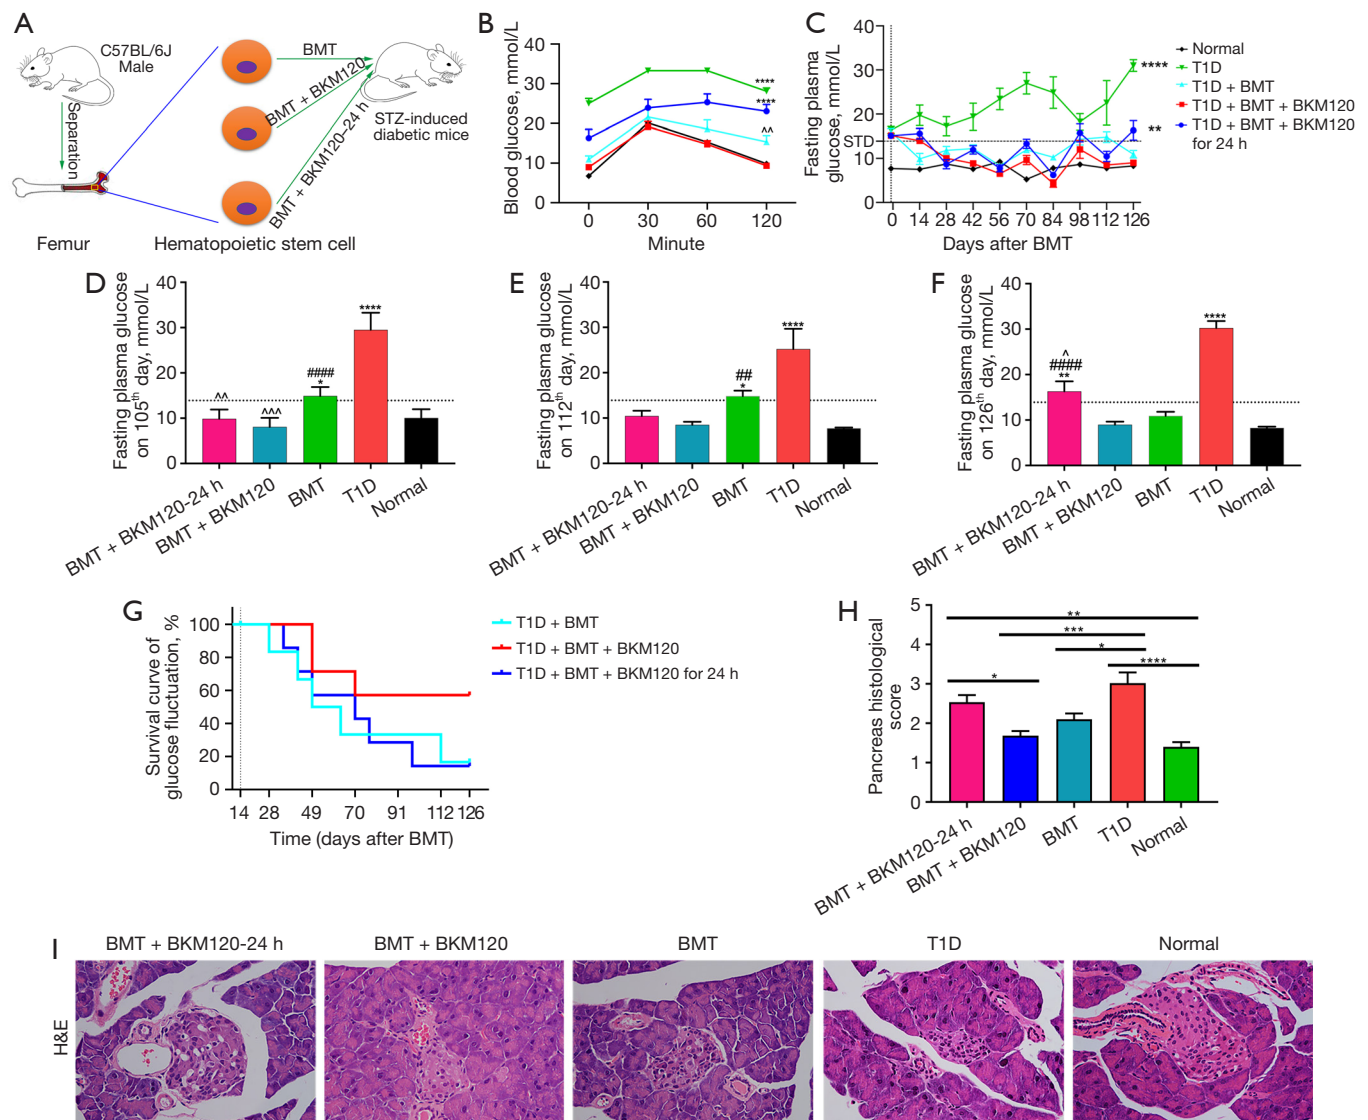 A
C57BL/6J
Male
Separation
Femur
Hematopoietic stem cell
BMT
BMT + BKM120
BMT + BKM120-24 h
STZ-induced
diabetic mice
B
Blood glucose, mmol/L
40
30
20
10
0
0 30 60 120
Minute
****
****
^^
C
Fasting plasma
glucose, mmol/L
40
30
20
STD
10
0
0 14 28 42 56 70 84 98 112 126
Days after BMT
****
**
Normal
T1D
T1D + BMT
T1D + BMT + BKM120
T1D + BMT + BKM120
for 24 h
D
Fasting plasma glucose
on 105th day, mmol/L
40
30
20
10
0
^^
^^^
####
*
****
BMT + BKM120-24 h
BMT + BKM120
BMT
T1D
Normal
E
Fasting plasma glucose
on 112th day, mmol/L
40
30
20
10
0
##
*
****
BMT + BKM120-24 h
BMT + BKM120
BMT
T1D
Normal
F
Fasting plasma glucose
on 126th day, mmol/L
40
30
20
10
0
^
####
**
****
BMT + BKM120-24 h
BMT + BKM120
BMT
T1D
Normal
G
Survival curve of
glucose fluctuation, %
100
80
60
40
20
0
14 28 49 70 91 112 126
Time (days after BMT)
T1D + BMT
T1D + BMT + BKM120
T1D + BMT + BKM120 for 24 h
H
Pancreas histological
score
5
4
3
2
1
0
**
***
*
****
*
BMT + BKM120-24 h
BMT + BKM120
BMT
T1D
Normal
I
BMT + BKM120-24 h
BMT + BKM120
BMT
T1D
Normal
H&E